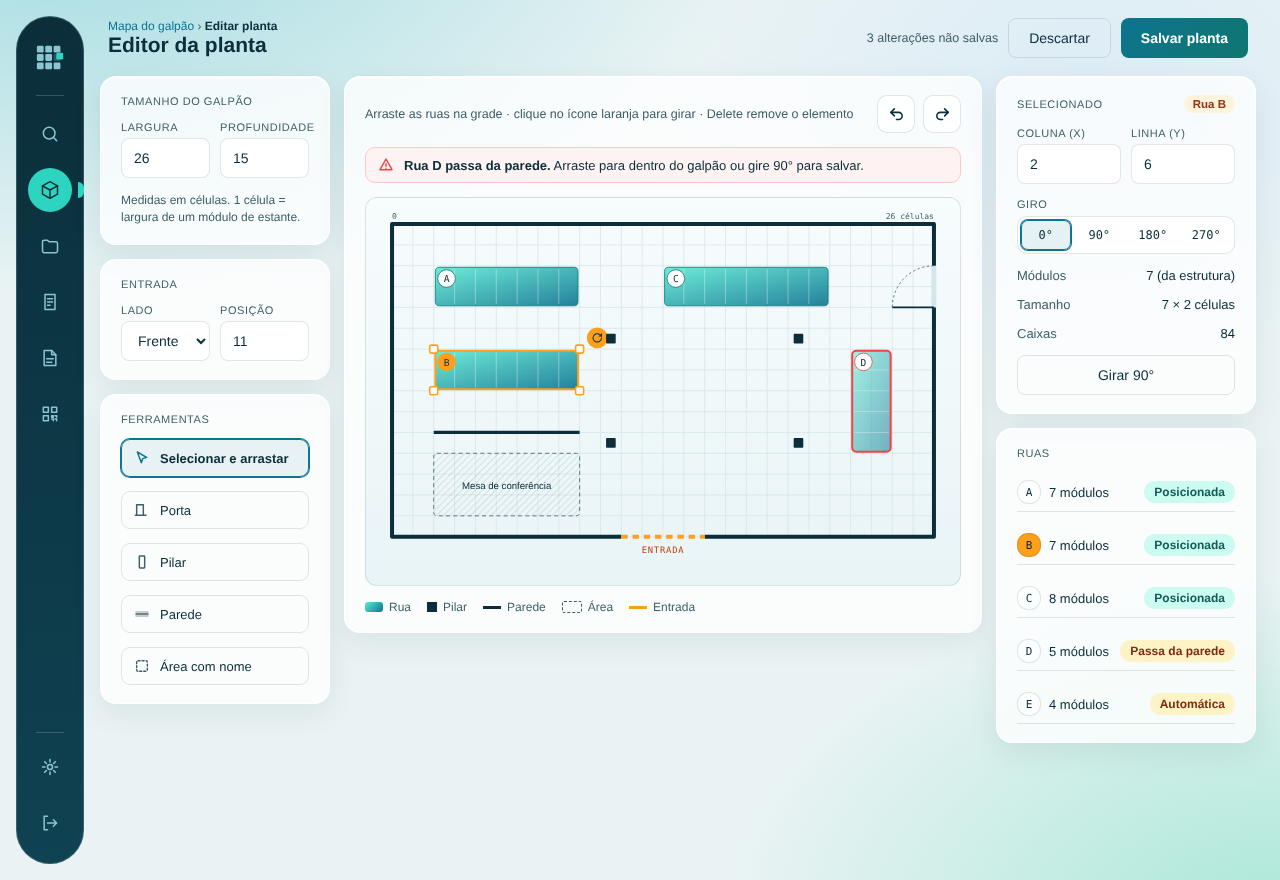 Mapa do galpão › Editar planta
Editor da planta
3 alterações não salvas
Descartar
Salvar planta
TAMANHO DO GALPÃO
LARGURA
PROFUNDIDADE
26
15
Medidas em células. 1 célula =
largura de um módulo de estante.
ENTRADA
LADO
POSIÇÃO
Frente
11
FERRAMENTAS
Selecionar e arrastar
Porta
Pilar
Parede
Área com nome
Arraste as ruas na grade · clique no ícone laranja para girar · Delete remove o elemento
Rua D passa da parede. Arraste para dentro do galpão ou gire 90° para salvar.
0
26 células
A
C
B
D
Mesa de conferência
ENTRADA
Rua
Pilar
Parede
Área
Entrada
SELECIONADO
Rua B
COLUNA (X)
LINHA (Y)
2
6
GIRO
0°
90°
180°
270°
Módulos
7 (da estrutura)
Tamanho
7 × 2 células
Caixas
84
Girar 90°
RUAS
A
7 módulos
Posicionada
B
7 módulos
Posicionada
C
8 módulos
Posicionada
D
5 módulos
Passa da parede
E
4 módulos
Automática